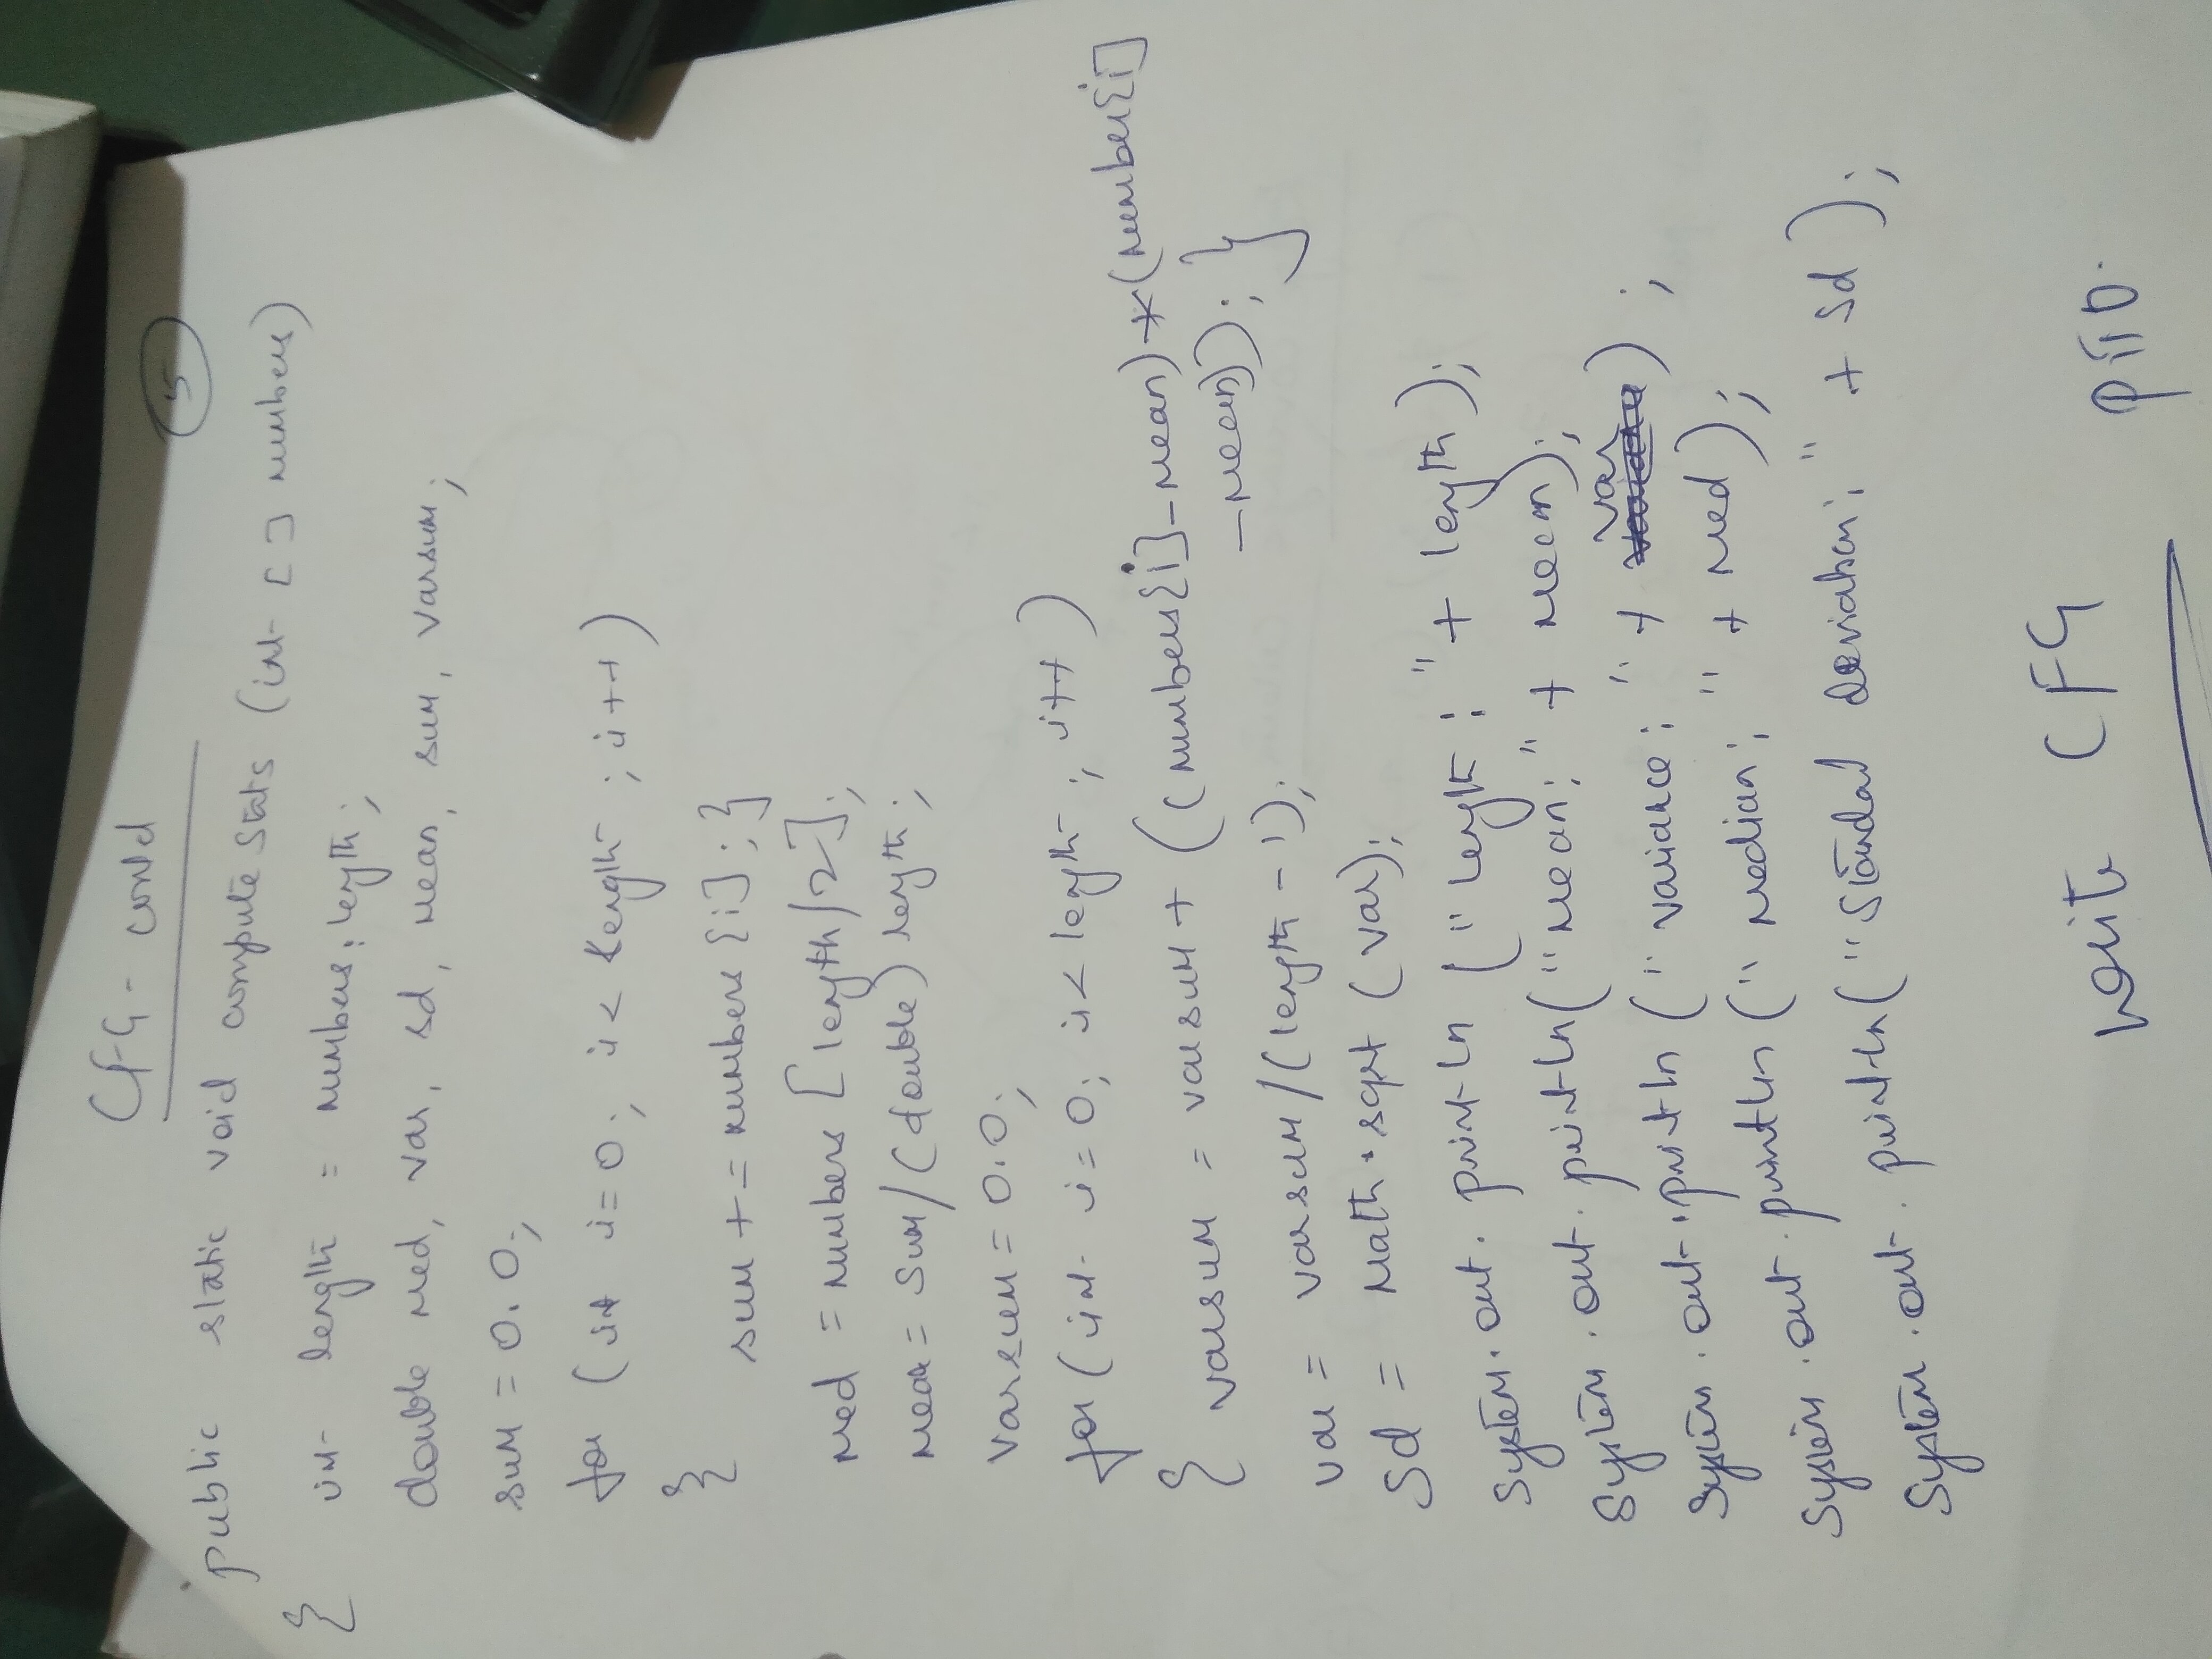 CFG - contd
5
public static void compute Stats (int [ ] numbers)
{ int length = numbers.length;
double med, var, sd, mean, sum, varsum;
sum = 0.0;
for (int i=0; i< length ; i++)
{
sum += numbers [i]; }
med = numbers [length/2];
mean = sum/(double) length;
varsum = 0.0;
for (int i=0; i< length ; i++)
{ varsum = varsum + ((numbers[i]-mean)*(number[i]
-mean)); }
var = varsum/(length - 1);
Sd = Math.sqrt (var);
System.out.println ("length: "+ length);
System.out.println("Mean: " + mean);
System.out.println ("variance: " + var) ;
System.out.println (" Median: " + med);
System.out.println("Standard deviation: " + Sd );
write CFG